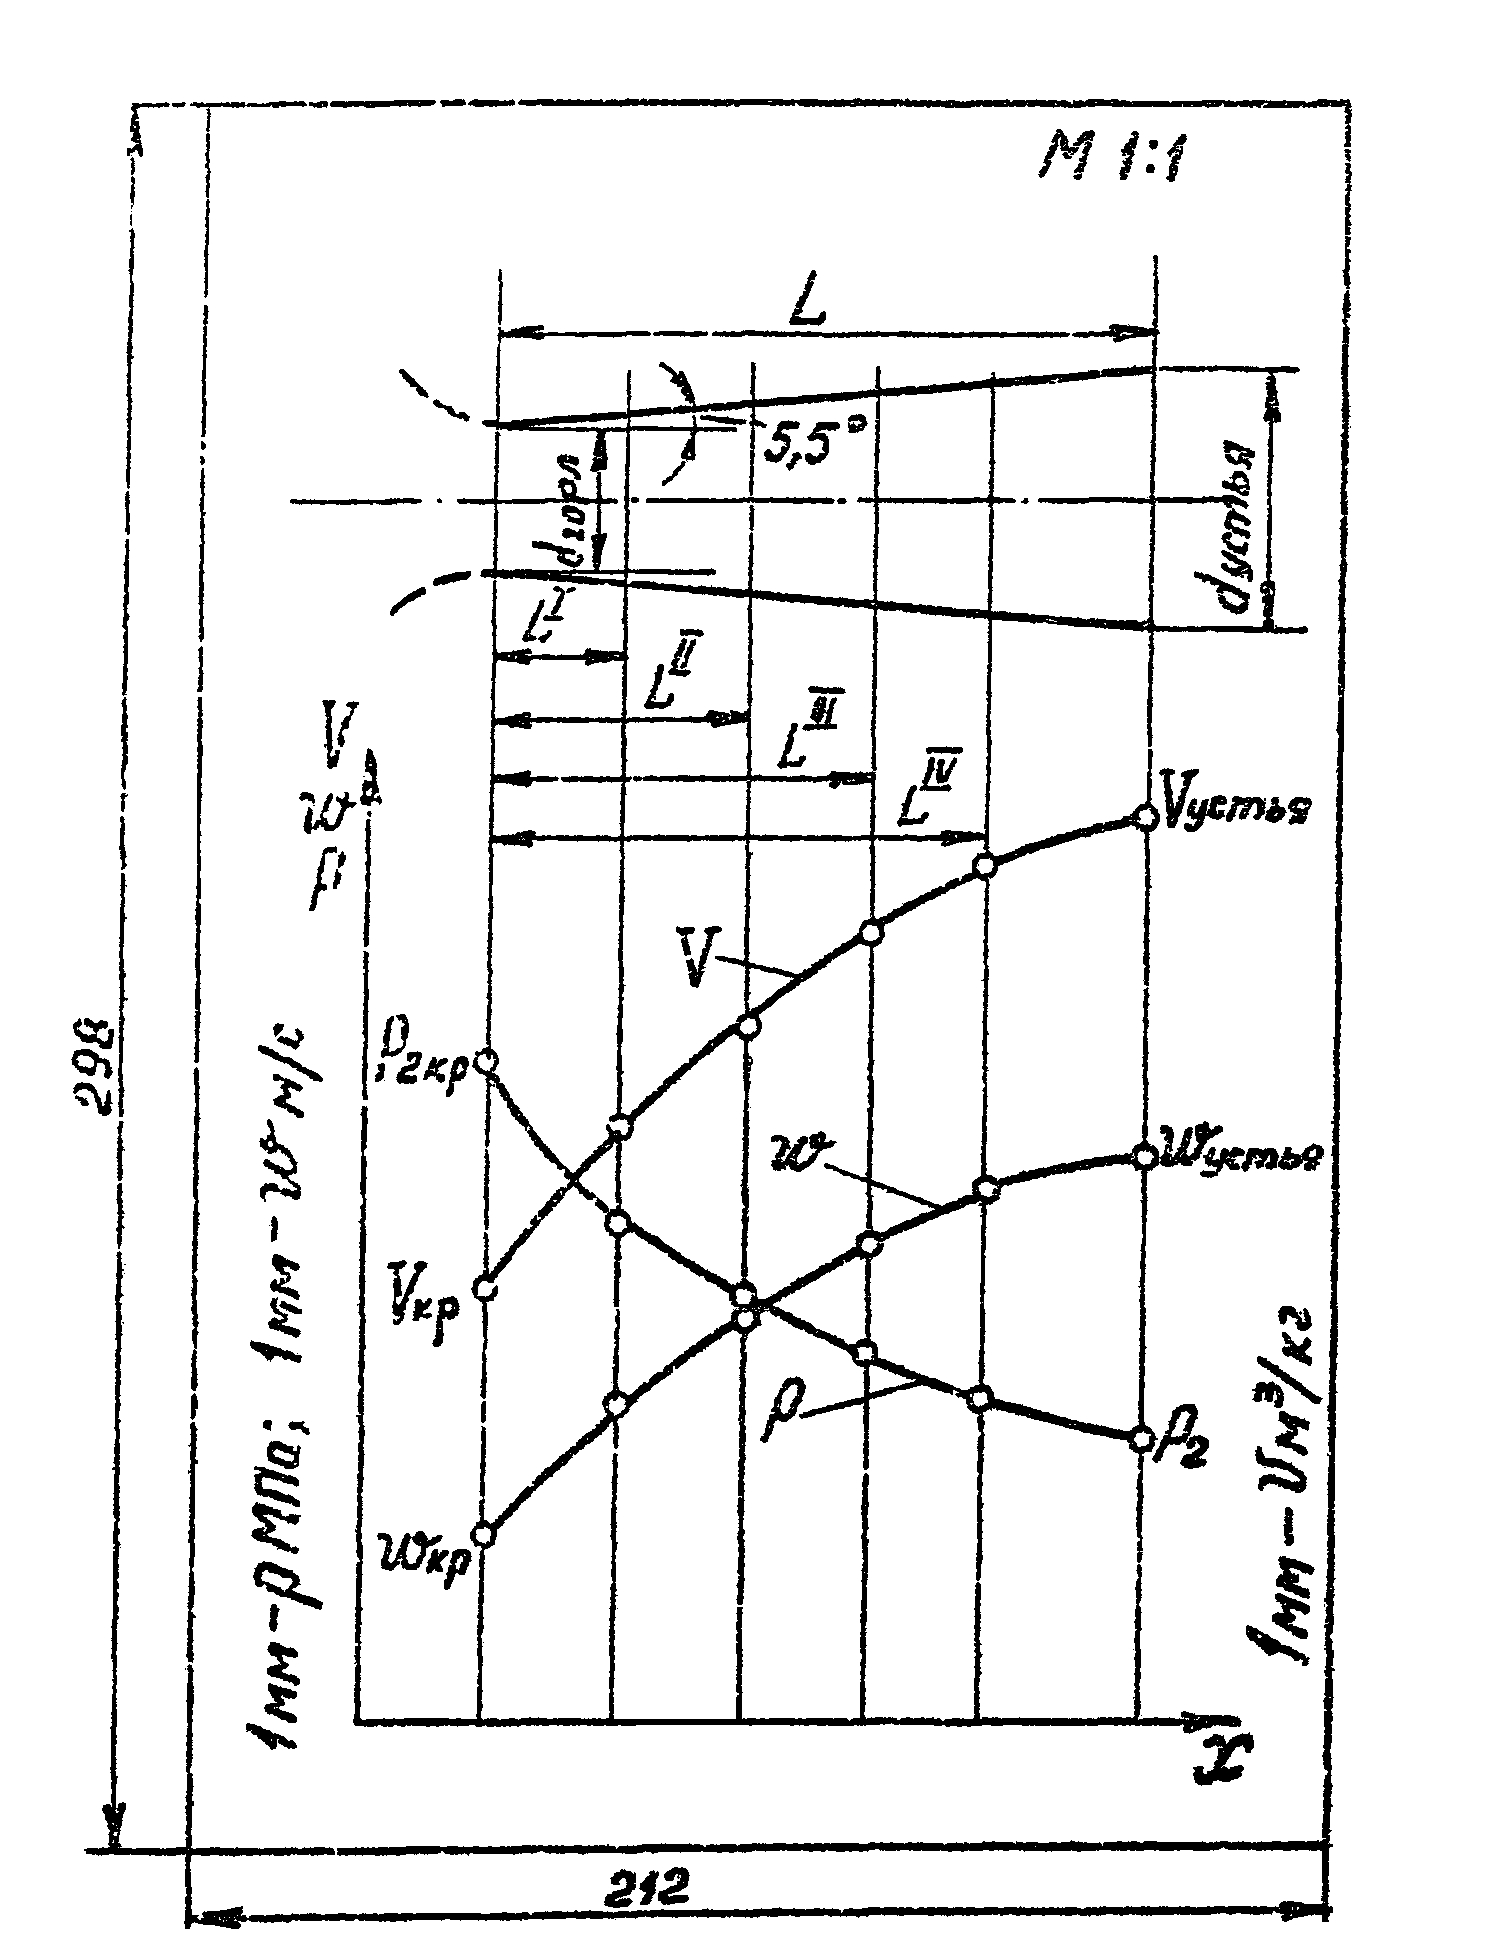 М 1:1
L
5,5°
dгорл
dустья
L^I
L^II
L^III
L^IV
V
w
p
Vустья
V
P2кр
w
wустья
Vкр
p
P2
wкр
298
1мм – p МПа; 1мм – w м/с
1мм – υ м³/кг
x
212